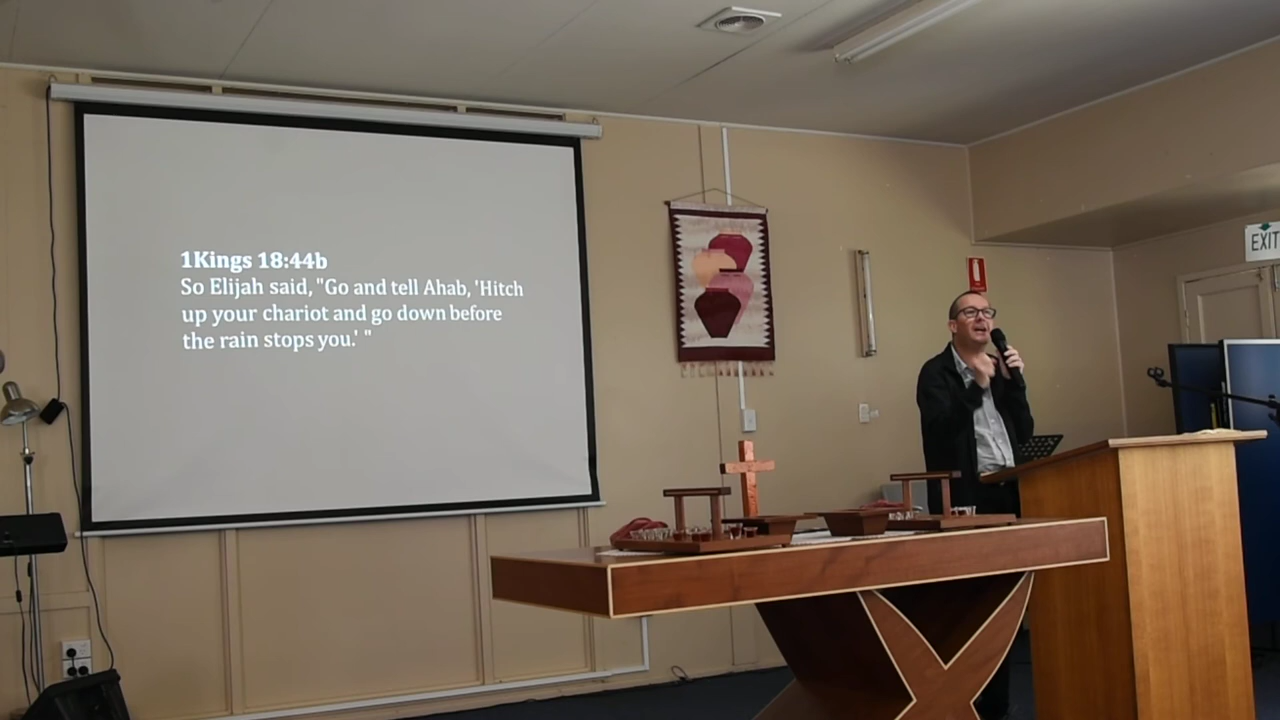 1Kings 18:44b
So Elijah said, "Go and tell Ahab, 'Hitch
up your chariot and go down before
the rain stops you.' "
EXIT